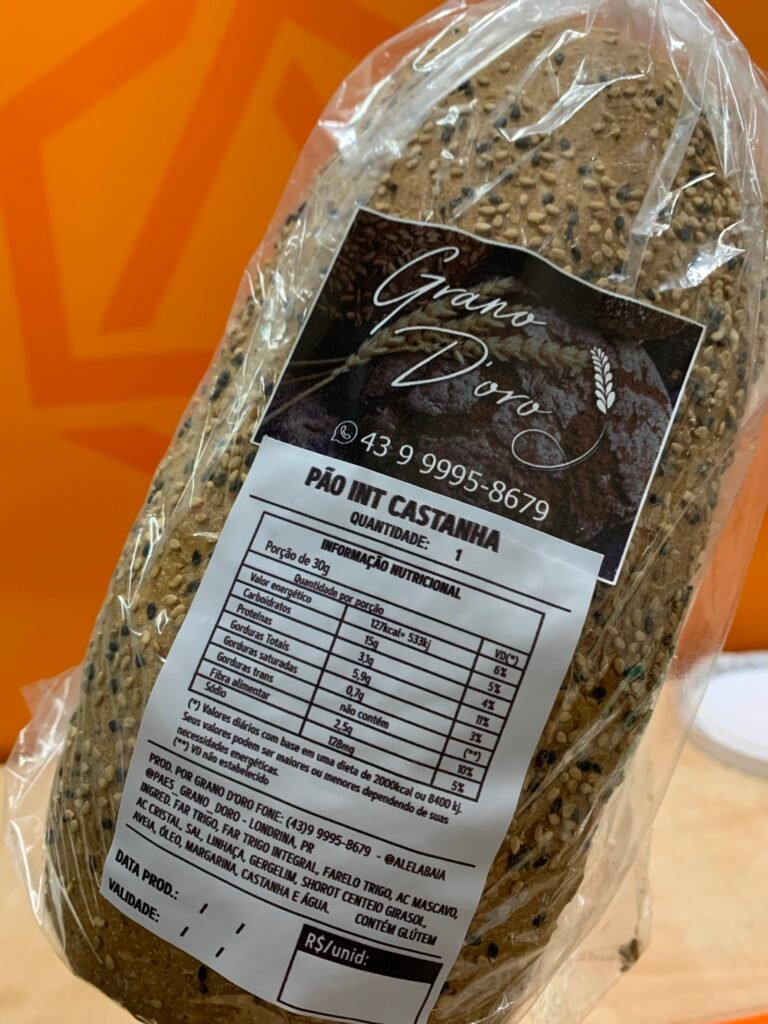 Grano
D'oro
43 9 9995-8679
PÃO INT CASTANHA
QUANTIDADE: 1
INFORMAÇÃO NUTRICIONAL
Porção de 30g
Quantidade por porção VD(*)
Valor energético 127kcal= 533kj 6%
Carboidratos 15g 5%
Proteínas 3,1g 4%
Gorduras Totais 5,9g 11%
Gorduras saturadas 0,7g 3%
Gorduras trans não contém (**)
Fibra alimentar 2,5g 10%
Sódio 128mg 5%
(*) Valores diários com base em uma dieta de 2000kcal ou 8400 kj.
Seus valores podem ser maiores ou menores dependendo de suas
necessidades energéticas.
(**) VD não estabelecido
PROD. POR GRANO D'ORO FONE: (43)9 9995-8679 - @ALELABAIA
@PAES_GRANO_DORO - LONDRINA, PR
INGRED. FAR TRIGO, FAR TRIGO INTEGRAL, FARELO TRIGO, AC MASCAVO,
AC CRISTAL, SAL, LINHAÇA, GERGELIM, SHOROT CENTEIO GIRASOL,
AVEIA, ÓLEO, MARGARINA, CASTANHA E ÁGUA. CONTÉM GLÚTEM
DATA PROD.: / /
VALIDADE: / /
R$/unid: